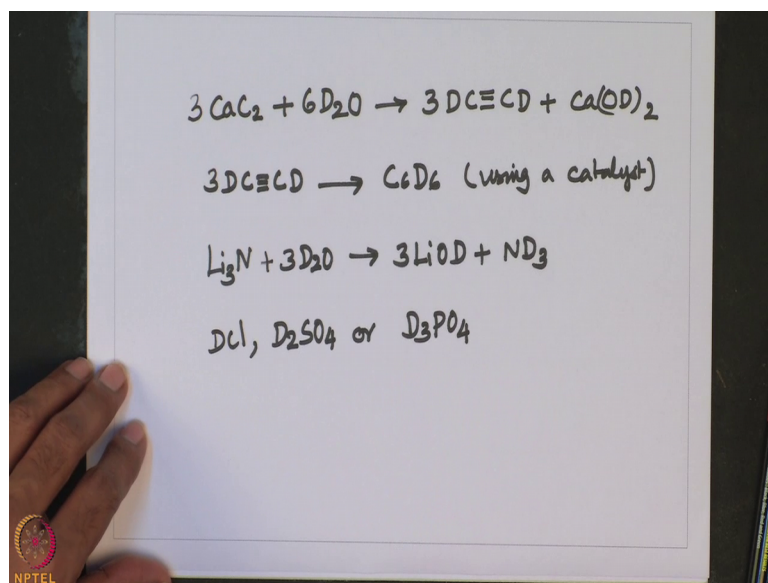 3 CaC₂ + 6D₂O → 3 DC≡CD + Ca(OD)₂
3DC≡CD → C₆D₆ (using a catalyst)
Li₃N + 3D₂O → 3LiOD + ND₃
DCl, D₂SO₄ or D₃PO₄
NPTEL